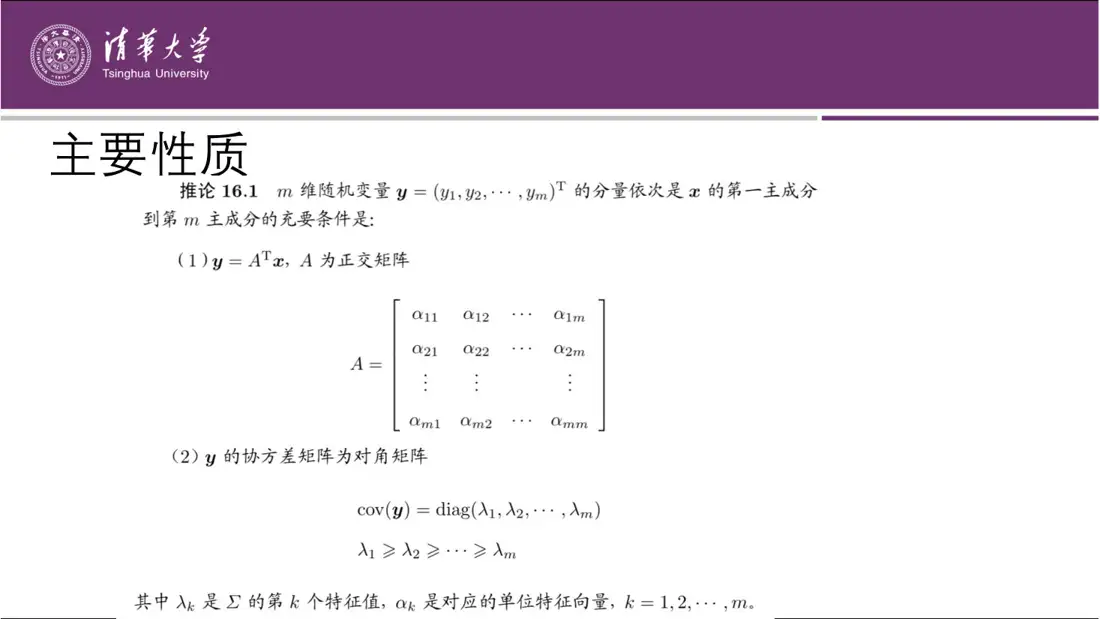 清华大学
Tsinghua University
主要性质
推论 16.1 m 维随机变量 y = (y₁, y₂, ⋯ , yₘ)ᵀ 的分量依次是 x 的第一主成分
到第 m 主成分的充要条件是:
(1) y = Aᵀx, A 为正交矩阵
A = [
α₁₁ α₁₂ ⋯ α₁ₘ
α₂₁ α₂₂ ⋯ α₂ₘ
⋮ ⋮ ⋮
αₘ₁ αₘ₂ ⋯ αₘₘ
]
(2) y 的协方差矩阵为对角矩阵
cov(y) = diag(λ₁, λ₂, ⋯ , λₘ)
λ₁ ⩾ λ₂ ⩾ ⋯ ⩾ λₘ
其中 λₖ 是 Σ 的第 k 个特征值, αₖ 是对应的单位特征向量, k = 1, 2, ⋯ , m。